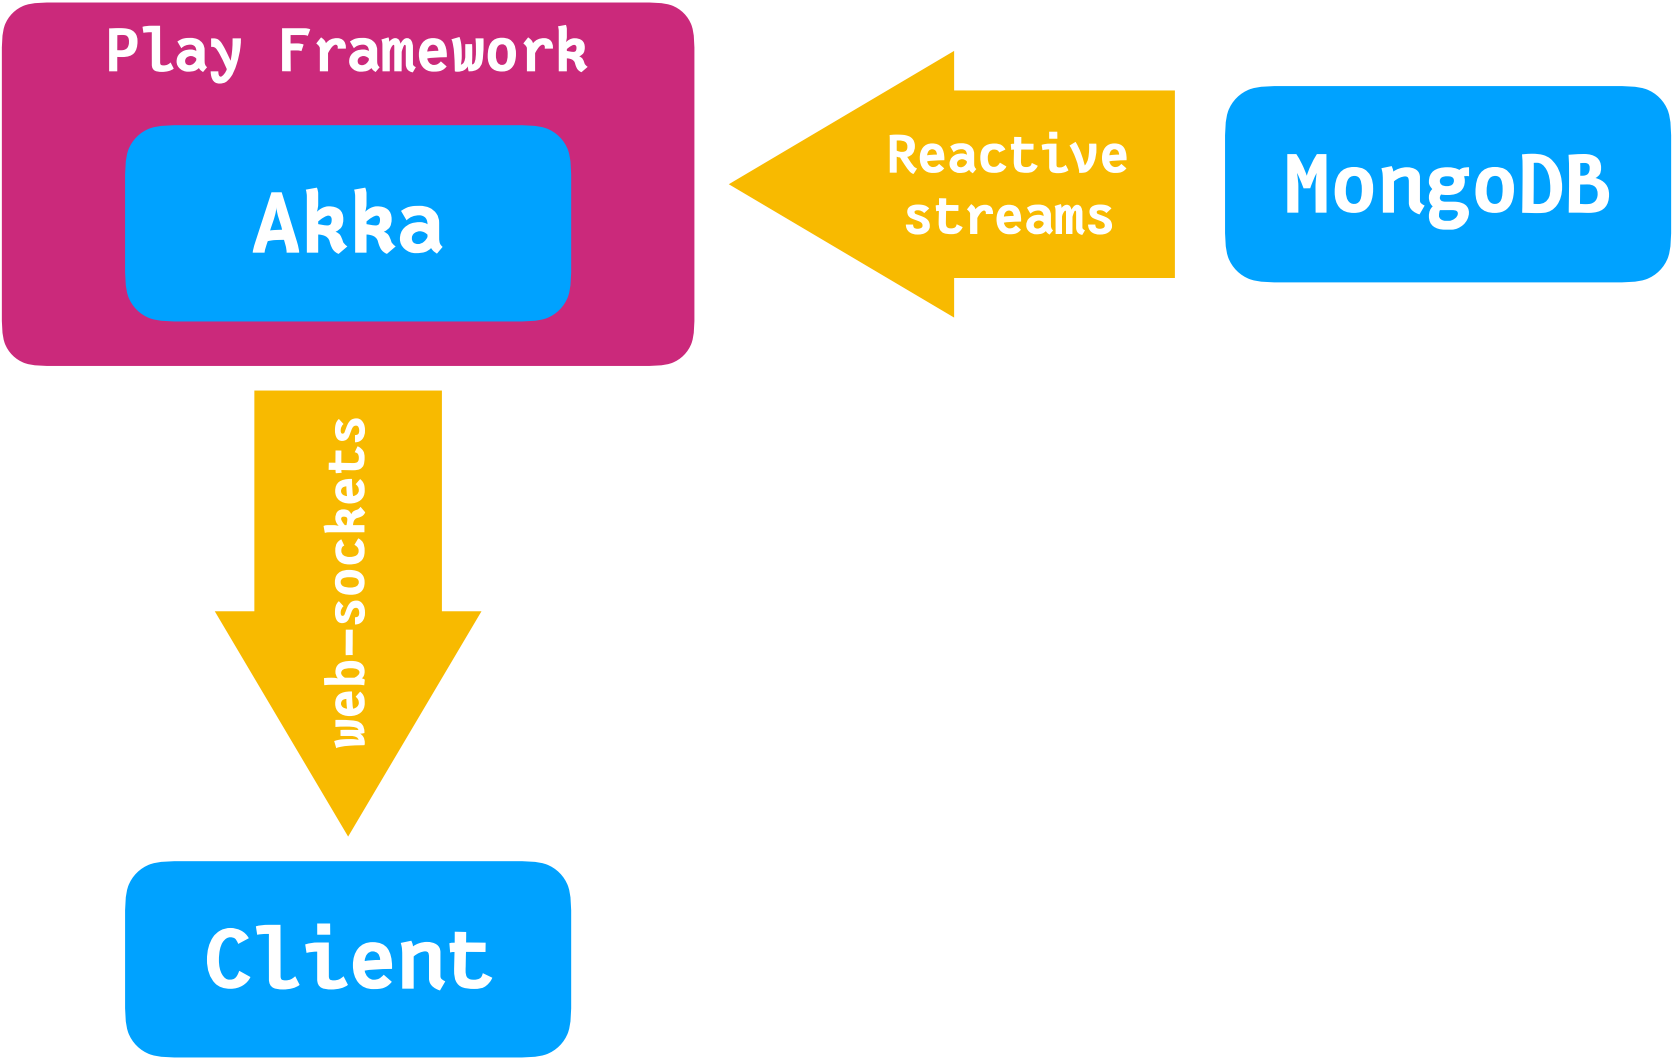 Play Framework
Akka
Reactive
streams
MongoDB
web-sockets
Client